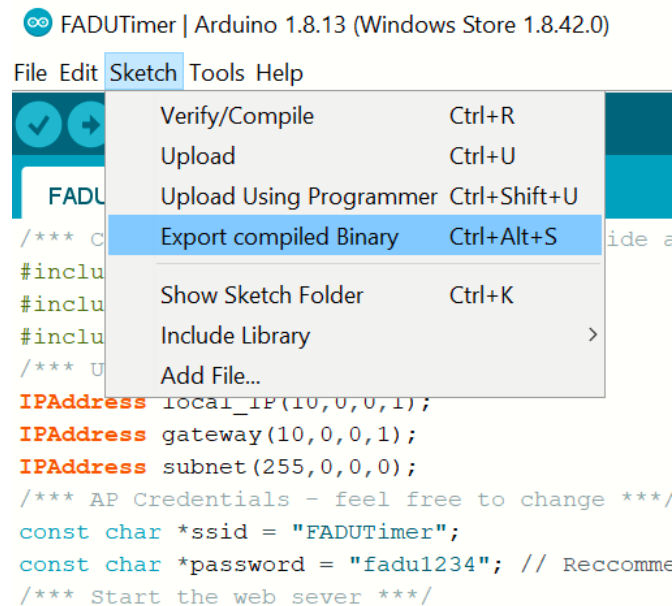 FADUTimer | Arduino 1.8.13 (Windows Store 1.8.42.0)
File Edit Sketch Tools Help
Verify/Compile Ctrl+R
Upload Ctrl+U
Upload Using Programmer Ctrl+Shift+U
FADU
Export compiled Binary Ctrl+Alt+S
/*** C ide a
#inclu
Show Sketch Folder Ctrl+K
#inclu
Include Library
#inclu
/*** U
Add File...
IPAddress local_IP(10,0,0,1);
IPAddress gateway(10,0,0,1);
IPAddress subnet(255,0,0,0);
/*** AP Credentials - feel free to change ***/
const char *ssid = "FADUTimer";
const char *password = "fadu1234"; // Reccomme
/*** Start the web sever ***/